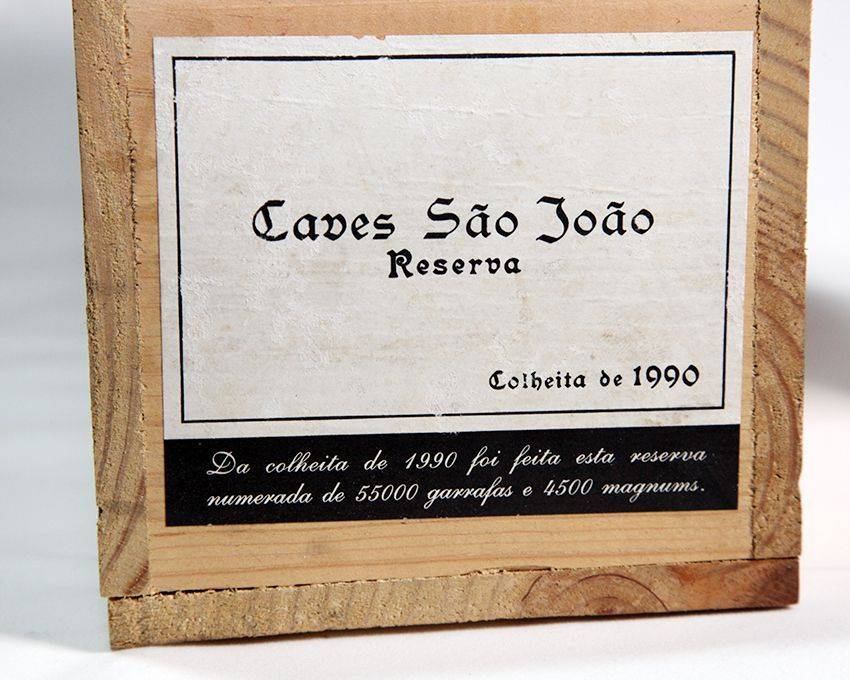 Caves São João
Reserva
Colheita de 1990
Da colheita de 1990 foi feita esta reserva
numerada de 55000 garrafas e 4500 magnums.